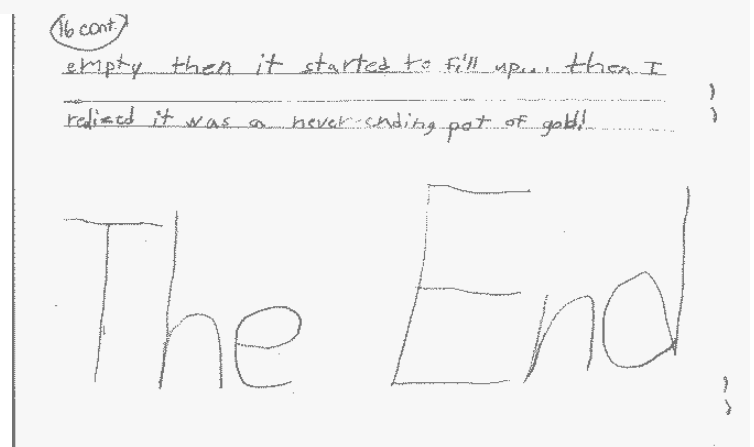 (16 cont.)
empty then it started to fill up... then I
relized it was a never-ending pot of gold!
The End